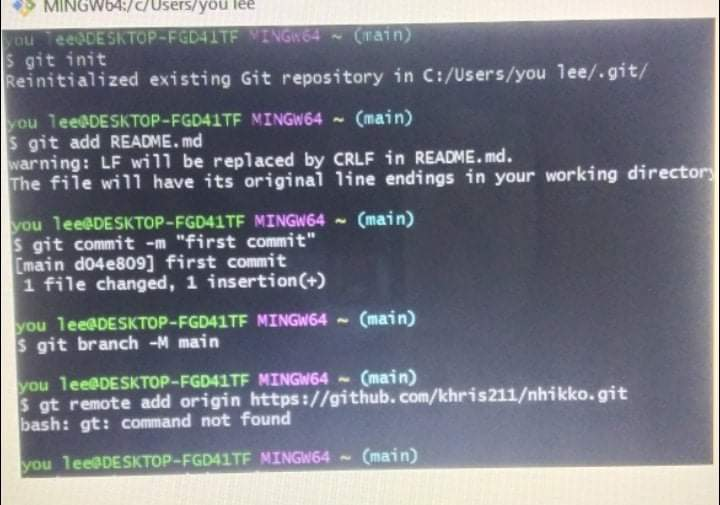 MINGW64:/c/Users/you lee
you lee@DESKTOP-FGD41TF MINGW64 ~ (main)
$ git init
Reinitialized existing Git repository in C:/Users/you lee/.git/
you lee@DESKTOP-FGD41TF MINGW64 ~ (main)
$ git add README.md
warning: LF will be replaced by CRLF in README.md.
The file will have its original line endings in your working directory
you lee@DESKTOP-FGD41TF MINGW64 ~ (main)
$ git commit -m "first commit"
[main d04e809] first commit
1 file changed, 1 insertion(+)
you lee@DESKTOP-FGD41TF MINGW64 ~ (main)
$ git branch -M main
you lee@DESKTOP-FGD41TF MINGW64 ~ (main)
$ gt remote add origin https://github.com/khris211/nhikko.git
bash: gt: command not found
you lee@DESKTOP-FGD41TF MINGW64 ~ (main)